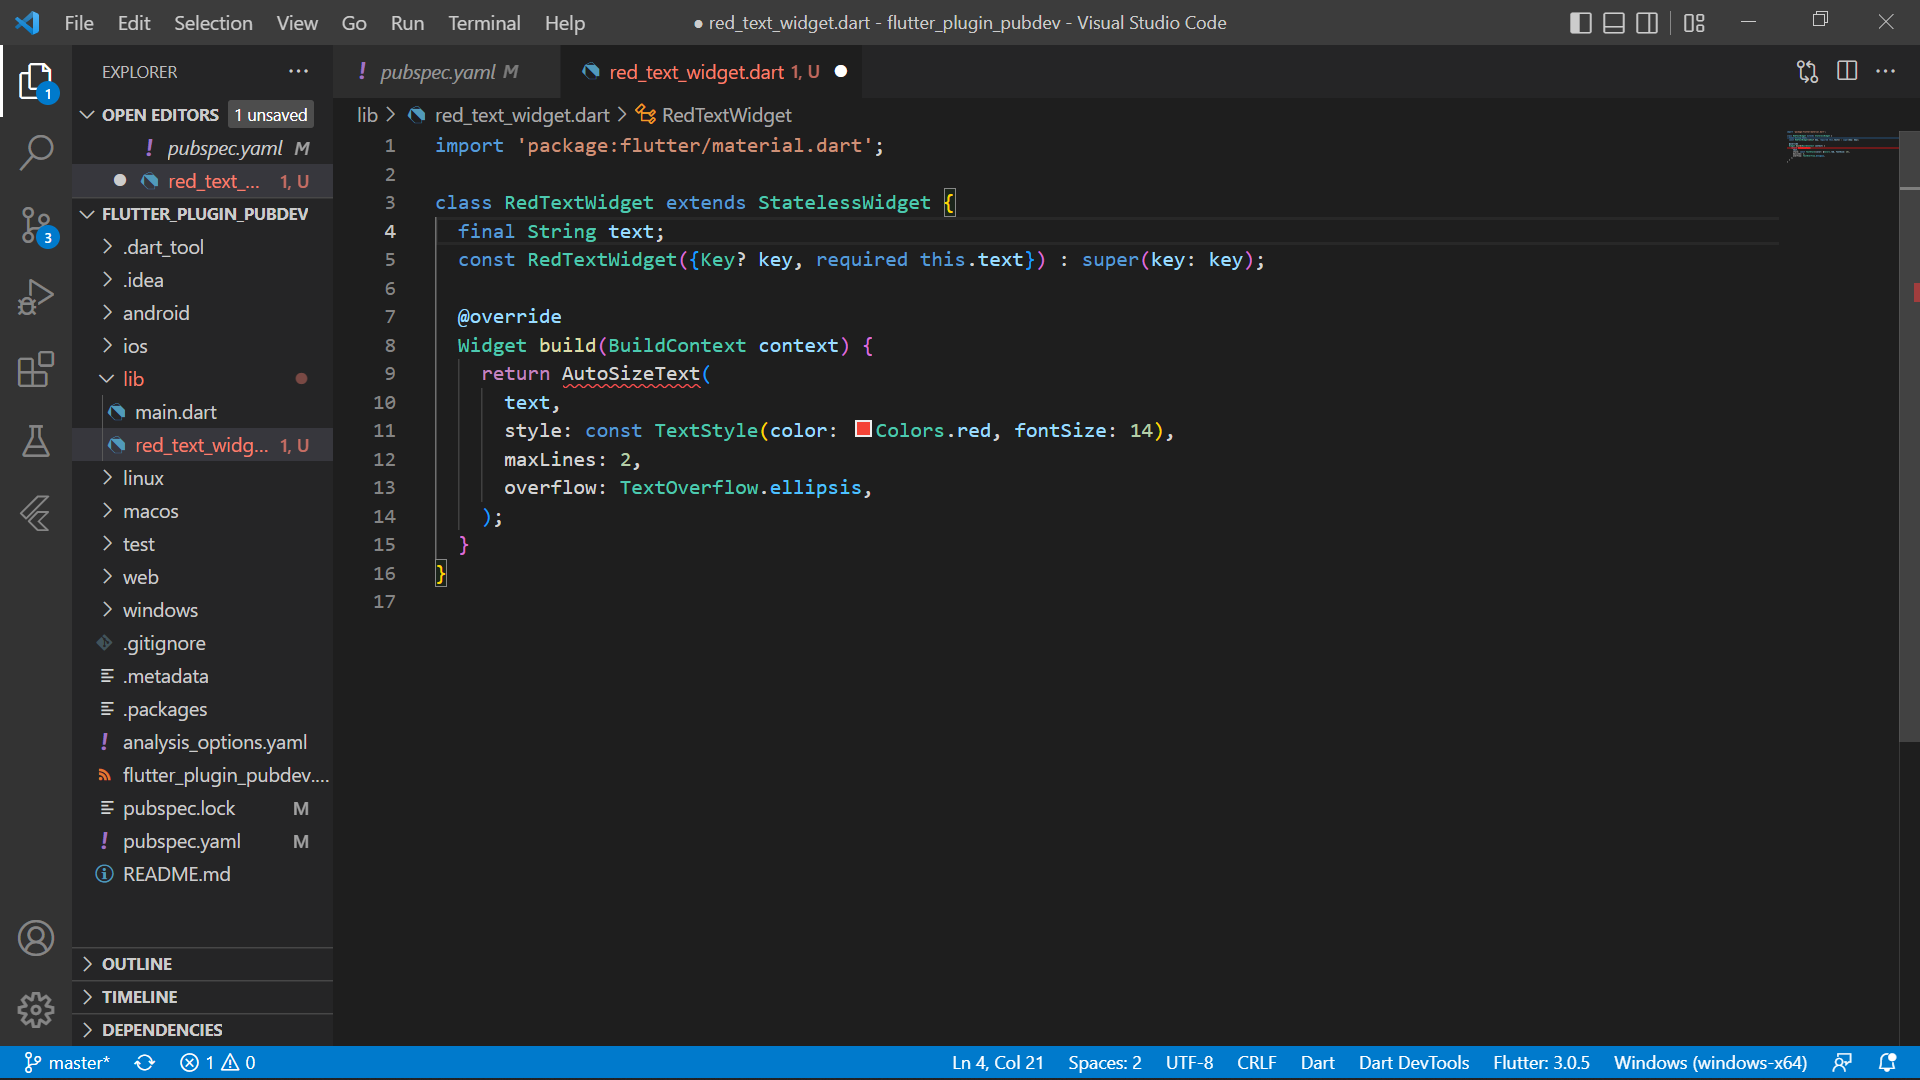 File Edit Selection View Go Run Terminal Help
● red_text_widget.dart - flutter_plugin_pubdev - Visual Studio Code
1
3
EXPLORER
OPEN EDITORS 1 unsaved
! pubspec.yaml M
● red_text_... 1, U
FLUTTER_PLUGIN_PUBDEV
.dart_tool
.idea
android
ios
lib
main.dart
red_text_widg... 1, U
linux
macos
test
web
windows
.gitignore
.metadata
.packages
! analysis_options.yaml
flutter_plugin_pubdev....
pubspec.lock M
! pubspec.yaml M
README.md
OUTLINE
TIMELINE
DEPENDENCIES
! pubspec.yaml M
red_text_widget.dart 1, U ●
lib > red_text_widget.dart > RedTextWidget
1 import 'package:flutter/material.dart';
2
3 class RedTextWidget extends StatelessWidget {
4   final String text;
5   const RedTextWidget({Key? key, required this.text}) : super(key: key);
6
7   @override
8   Widget build(BuildContext context) {
9     return AutoSizeText(
10       text,
11       style: const TextStyle(color: Colors.red, fontSize: 14),
12       maxLines: 2,
13       overflow: TextOverflow.ellipsis,
14     );
15   }
16 }
17
master* 1 0
Ln 4, Col 21 Spaces: 2 UTF-8 CRLF Dart Dart DevTools Flutter: 3.0.5 Windows (windows-x64)